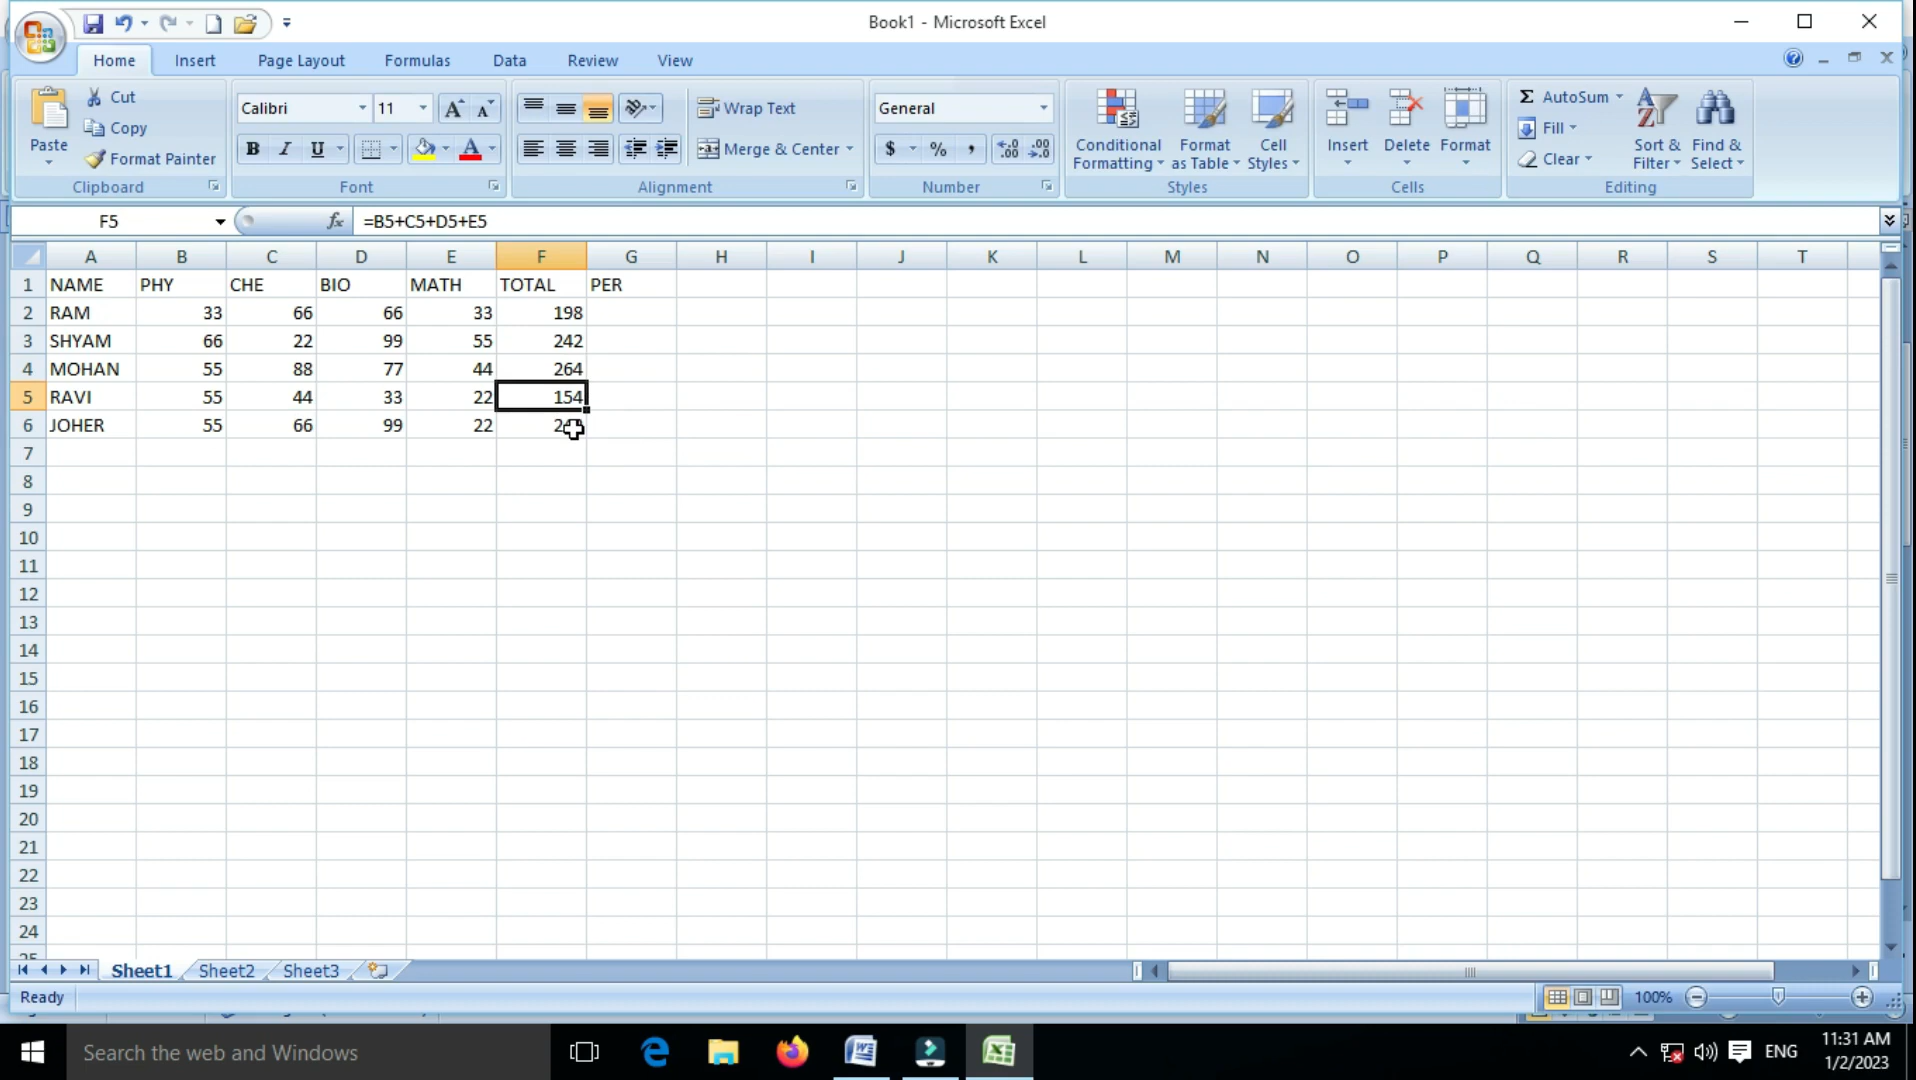 Book1 - Microsoft Excel
Home Insert Page Layout Formulas Data Review View
Paste
Cut
Copy
Format Painter
Clipboard
Calibri 11
B I U A
Font
Wrap Text
Merge & Center
Alignment
General
$ % ,
Number
Conditional Formatting
Format as Table
Cell Styles
Styles
Insert Delete Format
Cells
Σ AutoSum
Fill
Clear
Sort & Filter
Find & Select
Editing
F5 fx =B5+C5+D5+E5
A B C D E F G H I J K L M N O P Q R S T
1 NAME PHY CHE BIO MATH TOTAL PER
2 RAM 33 66 66 33 198
3 SHYAM 66 22 99 55 242
4 MOHAN 55 88 77 44 264
5 RAVI 55 44 33 22 154
6 JOHER 55 66 99 22
7
8
9
10
11
12
13
14
15
16
17
18
19
20
21
22
23
24
25
Sheet1 Sheet2 Sheet3
Ready 100%
Search the web and Windows
ENG
11:31 AM
1/2/2023